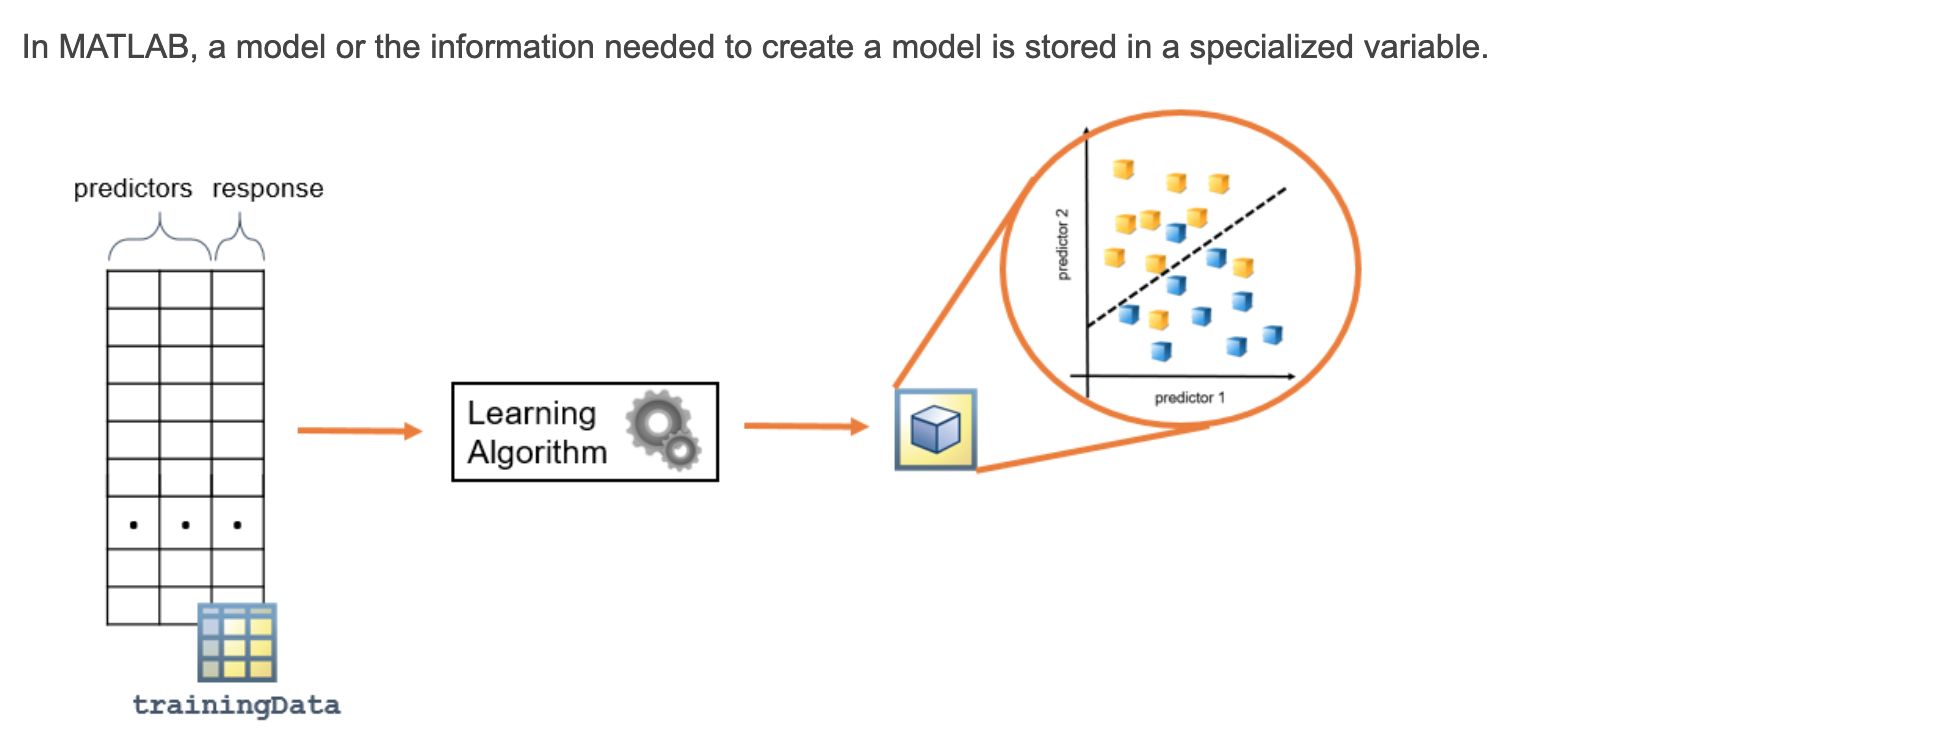 In MATLAB, a model or the information needed to create a model is stored in a specialized variable.
predictors response
Learning
Algorithm
predictor 2
predictor 1
trainingData